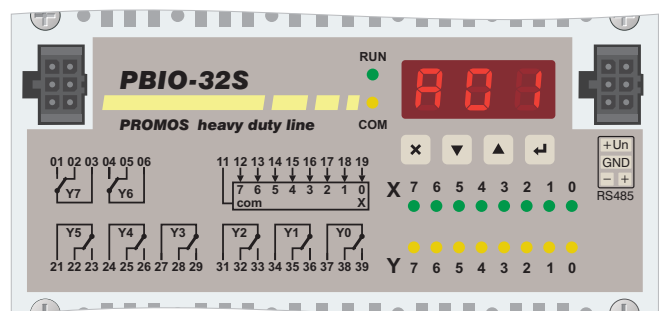 RUN
PBIO-32S
A01
PROMOS heavy duty line
COM
+Un
GND
− +
RS485
01 02 03 04 05 06
Y7 Y6
11 12 13 14 15 16 17 18 19
7 6 5 4 3 2 1 0
com X
X 7 6 5 4 3 2 1 0
Y5 Y4 Y3 Y2 Y1 Y0
21 22 23 24 25 26 27 28 29 31 32 33 34 35 36 37 38 39
Y 7 6 5 4 3 2 1 0